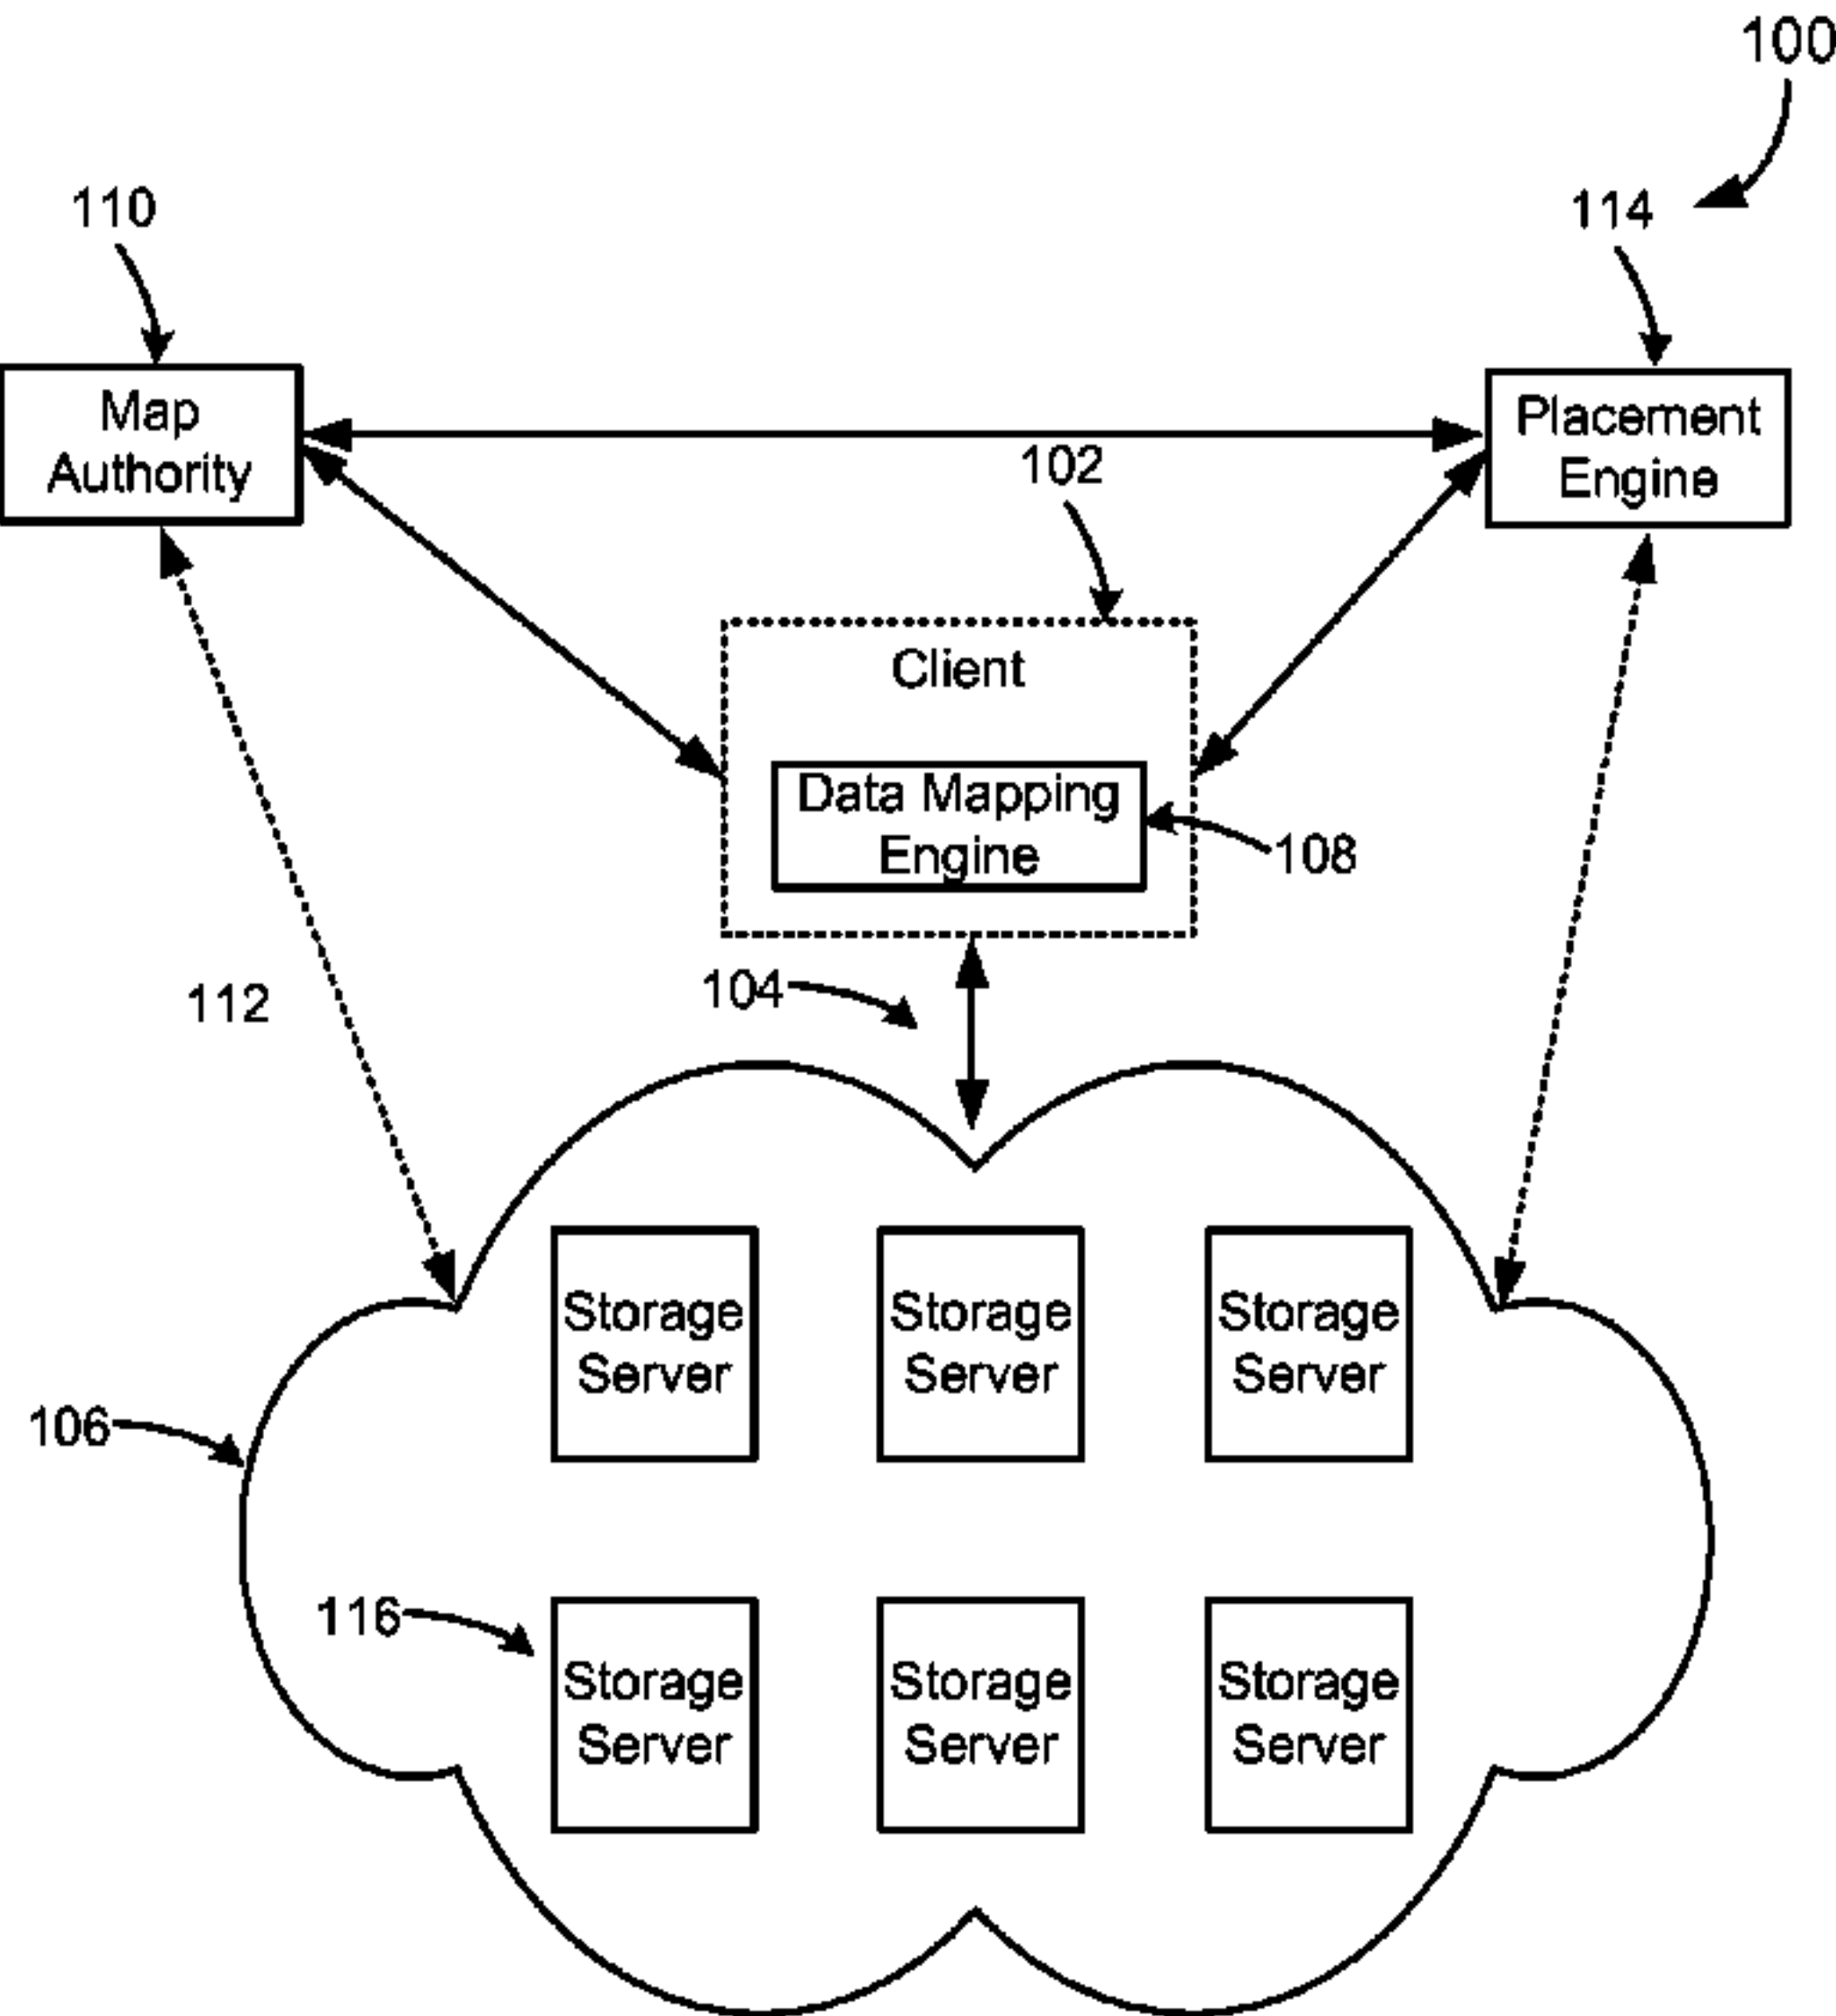 100
110
114
Map
Authority
Placement
Engine
102
Client
Data Mapping
Engine
108
104
112
Storage
Server
Storage
Server
Storage
Server
106
116
Storage
Server
Storage
Server
Storage
Server